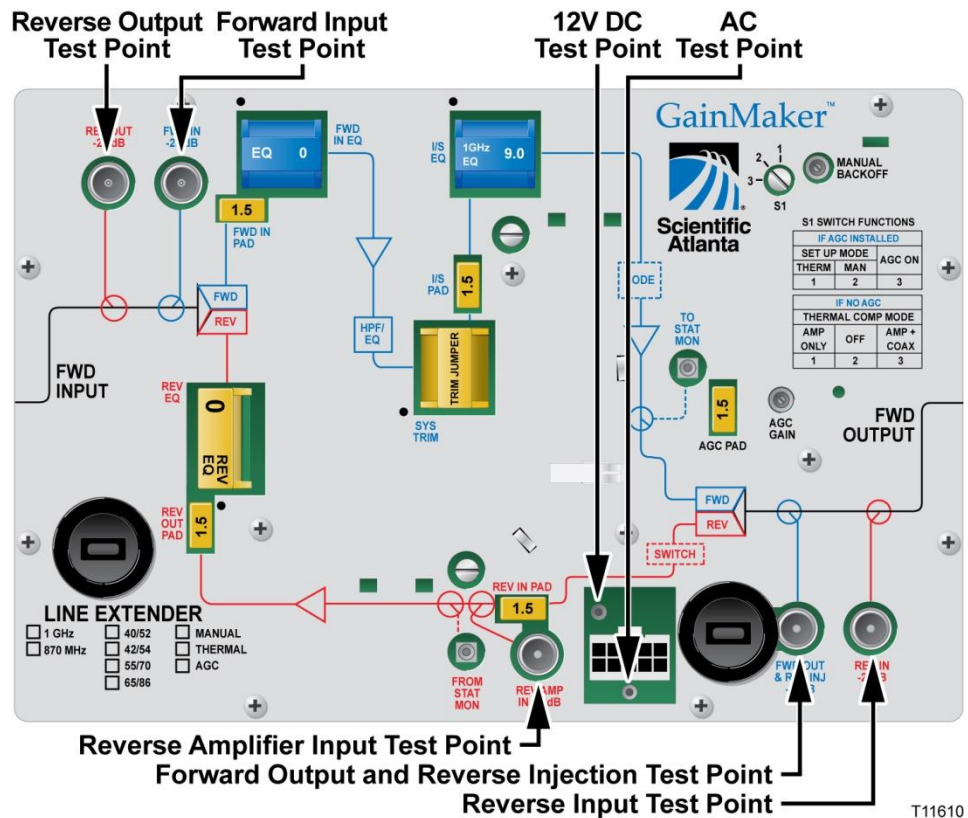 Reverse Output
Test Point
Forward Input
Test Point
12V DC
Test Point
AC
Test Point
FWD
IN EQ
EQ 0
1.5
FWD IN
PAD
I/S
EQ
1GHz
EQ 9.0
I/S
PAD
1.5
GainMaker™
Scientific
Atlanta
1
2
3
S1
MANUAL
BACKOFF
S1 SWITCH FUNCTIONS
IF AGC INSTALLED
SET UP MODE
AGC ON
THERM MAN
1 2 3
IF NO AGC
THERMAL COMP MODE
AMP
ONLY
OFF
AMP +
COAX
1 2 3
FWD
REV
FWD
INPUT
HPF/
EQ
TRIM JUMPER
SYS
TRIM
ODE
TO
STAT
MON
1.5
AGC PAD
AGC
GAIN
FWD
OUTPUT
REV
EQ
0
REV
EQ
REV
OUT
PAD
1.5
FWD
REV
SWITCH
REV IN PAD
1.5
LINE EXTENDER
1 GHz
870 MHz
40/52
42/54
55/70
65/86
MANUAL
THERMAL
AGC
FROM
STAT
MON
Reverse Amplifier Input Test Point
Forward Output and Reverse Injection Test Point
Reverse Input Test Point
T11610